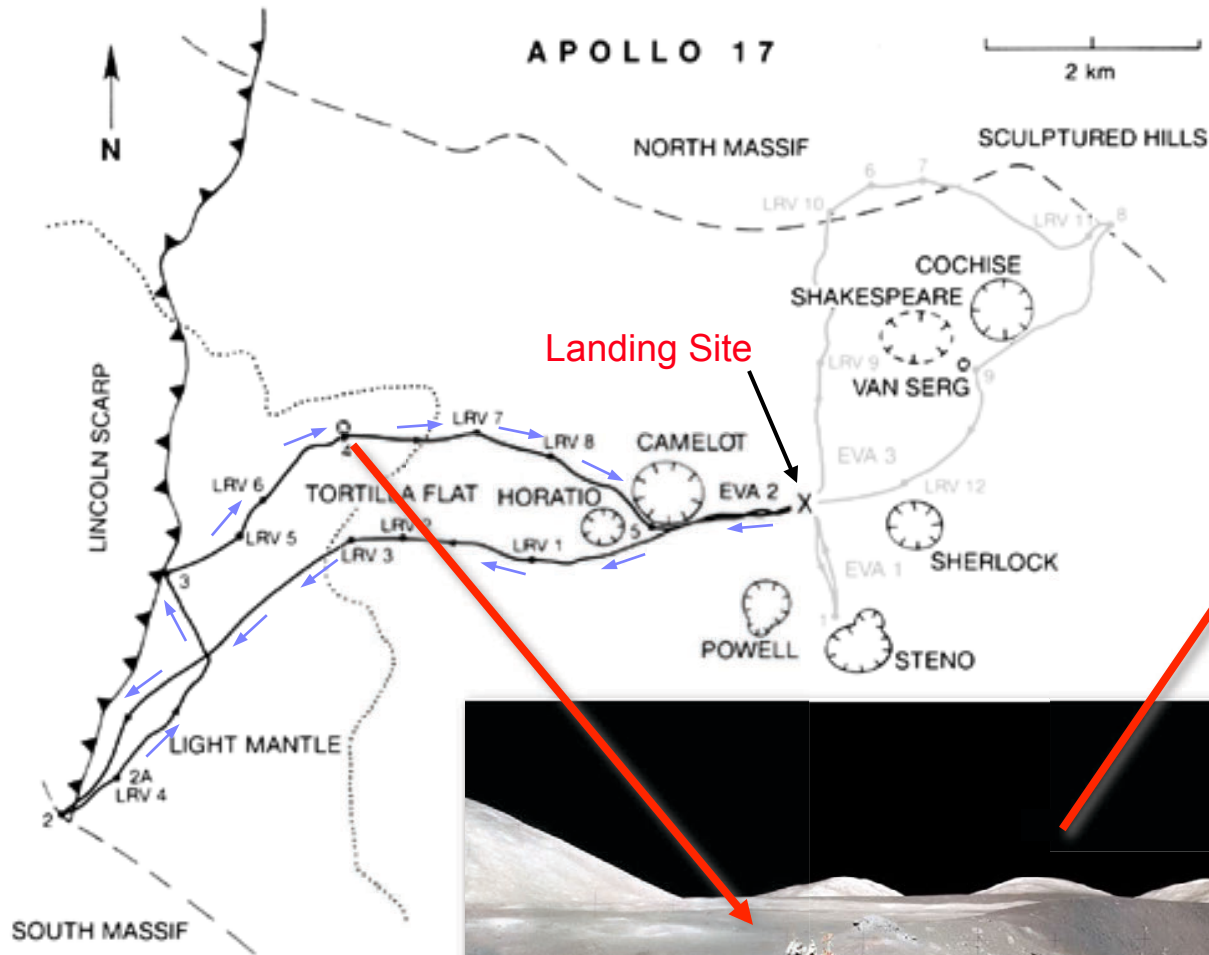 APOLLO 17
2 km
N
NORTH MASSIF
SCULPTURED HILLS
6
7
LRV 10
LRV 11
8
COCHISE
SHAKESPEARE
Landing Site
LRV 9
VAN SERG
9
LINCOLN SCARP
LRV 7
LRV 8
CAMELOT
4
EVA 3
LRV 6
TORTILLA FLAT
HORATIO
EVA 2
X
LRV 12
LRV 5
LRV 2
5
LRV 3
LRV 1
SHERLOCK
3
EVA 1
1
POWELL
STENO
LIGHT MANTLE
2A
LRV 4
2
SOUTH MASSIF